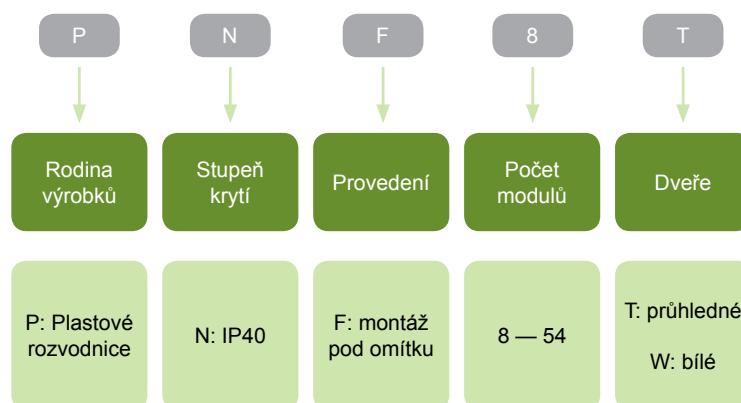 P N F 8 T
Rodina
výrobků
Stupeň
krytí
Provedení
Počet
modulů
Dveře
P: Plastové
rozvodnice
N: IP40
F: montáž
pod omítku
8 — 54
T: průhledné
W: bílé